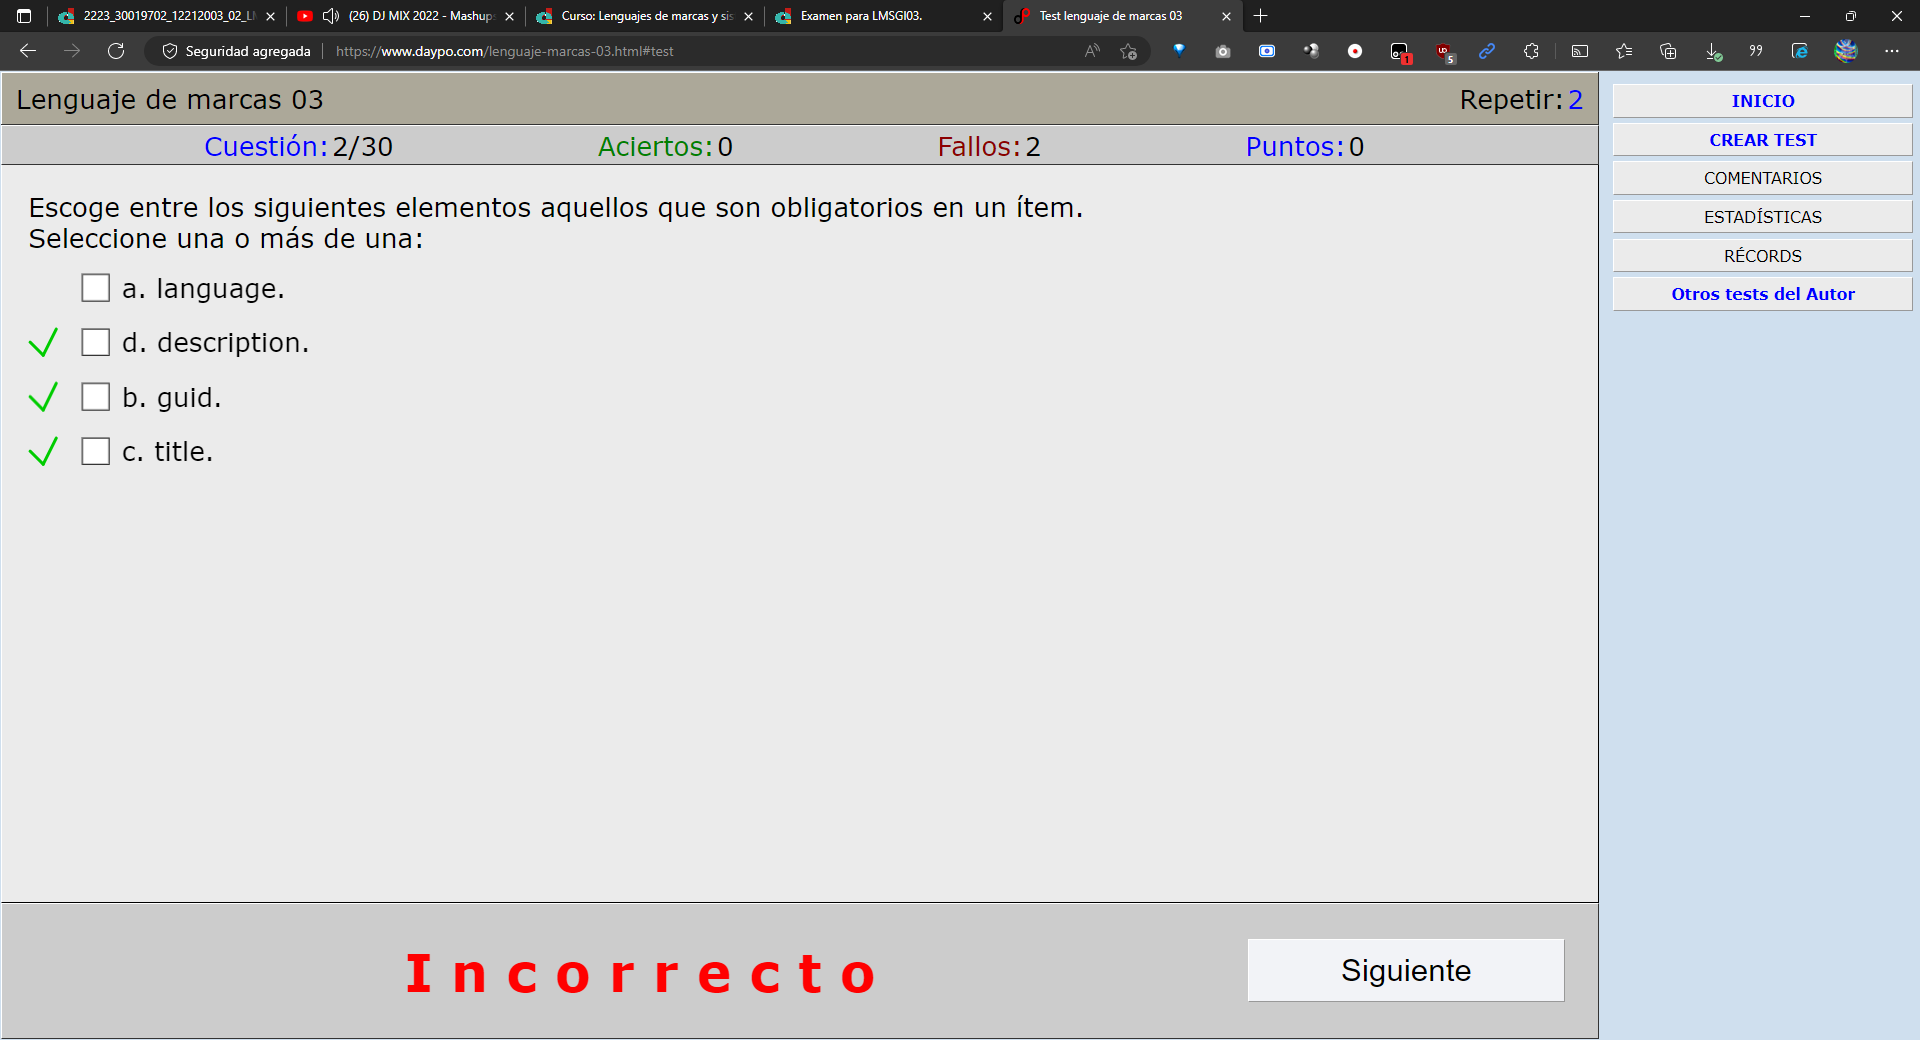 2223_30019702_12212003_02_LI
(26) DJ MIX 2022 - Mashup
Curso: Lenguajes de marcas y si
Examen para LMSGI03.
Test lenguaje de marcas 03
Seguridad agregada
https://www.daypo.com/lenguaje-marcas-03.html#test
Lenguaje de marcas 03
Repetir: 2
Cuestión: 2/30
Aciertos: 0
Fallos: 2
Puntos: 0
Escoge entre los siguientes elementos aquellos que son obligatorios en un ítem.
Seleccione una o más de una:
a. language.
d. description.
b. guid.
c. title.
Incorrecto
Siguiente
INICIO
CREAR TEST
COMENTARIOS
ESTADÍSTICAS
RÉCORDS
Otros tests del Autor